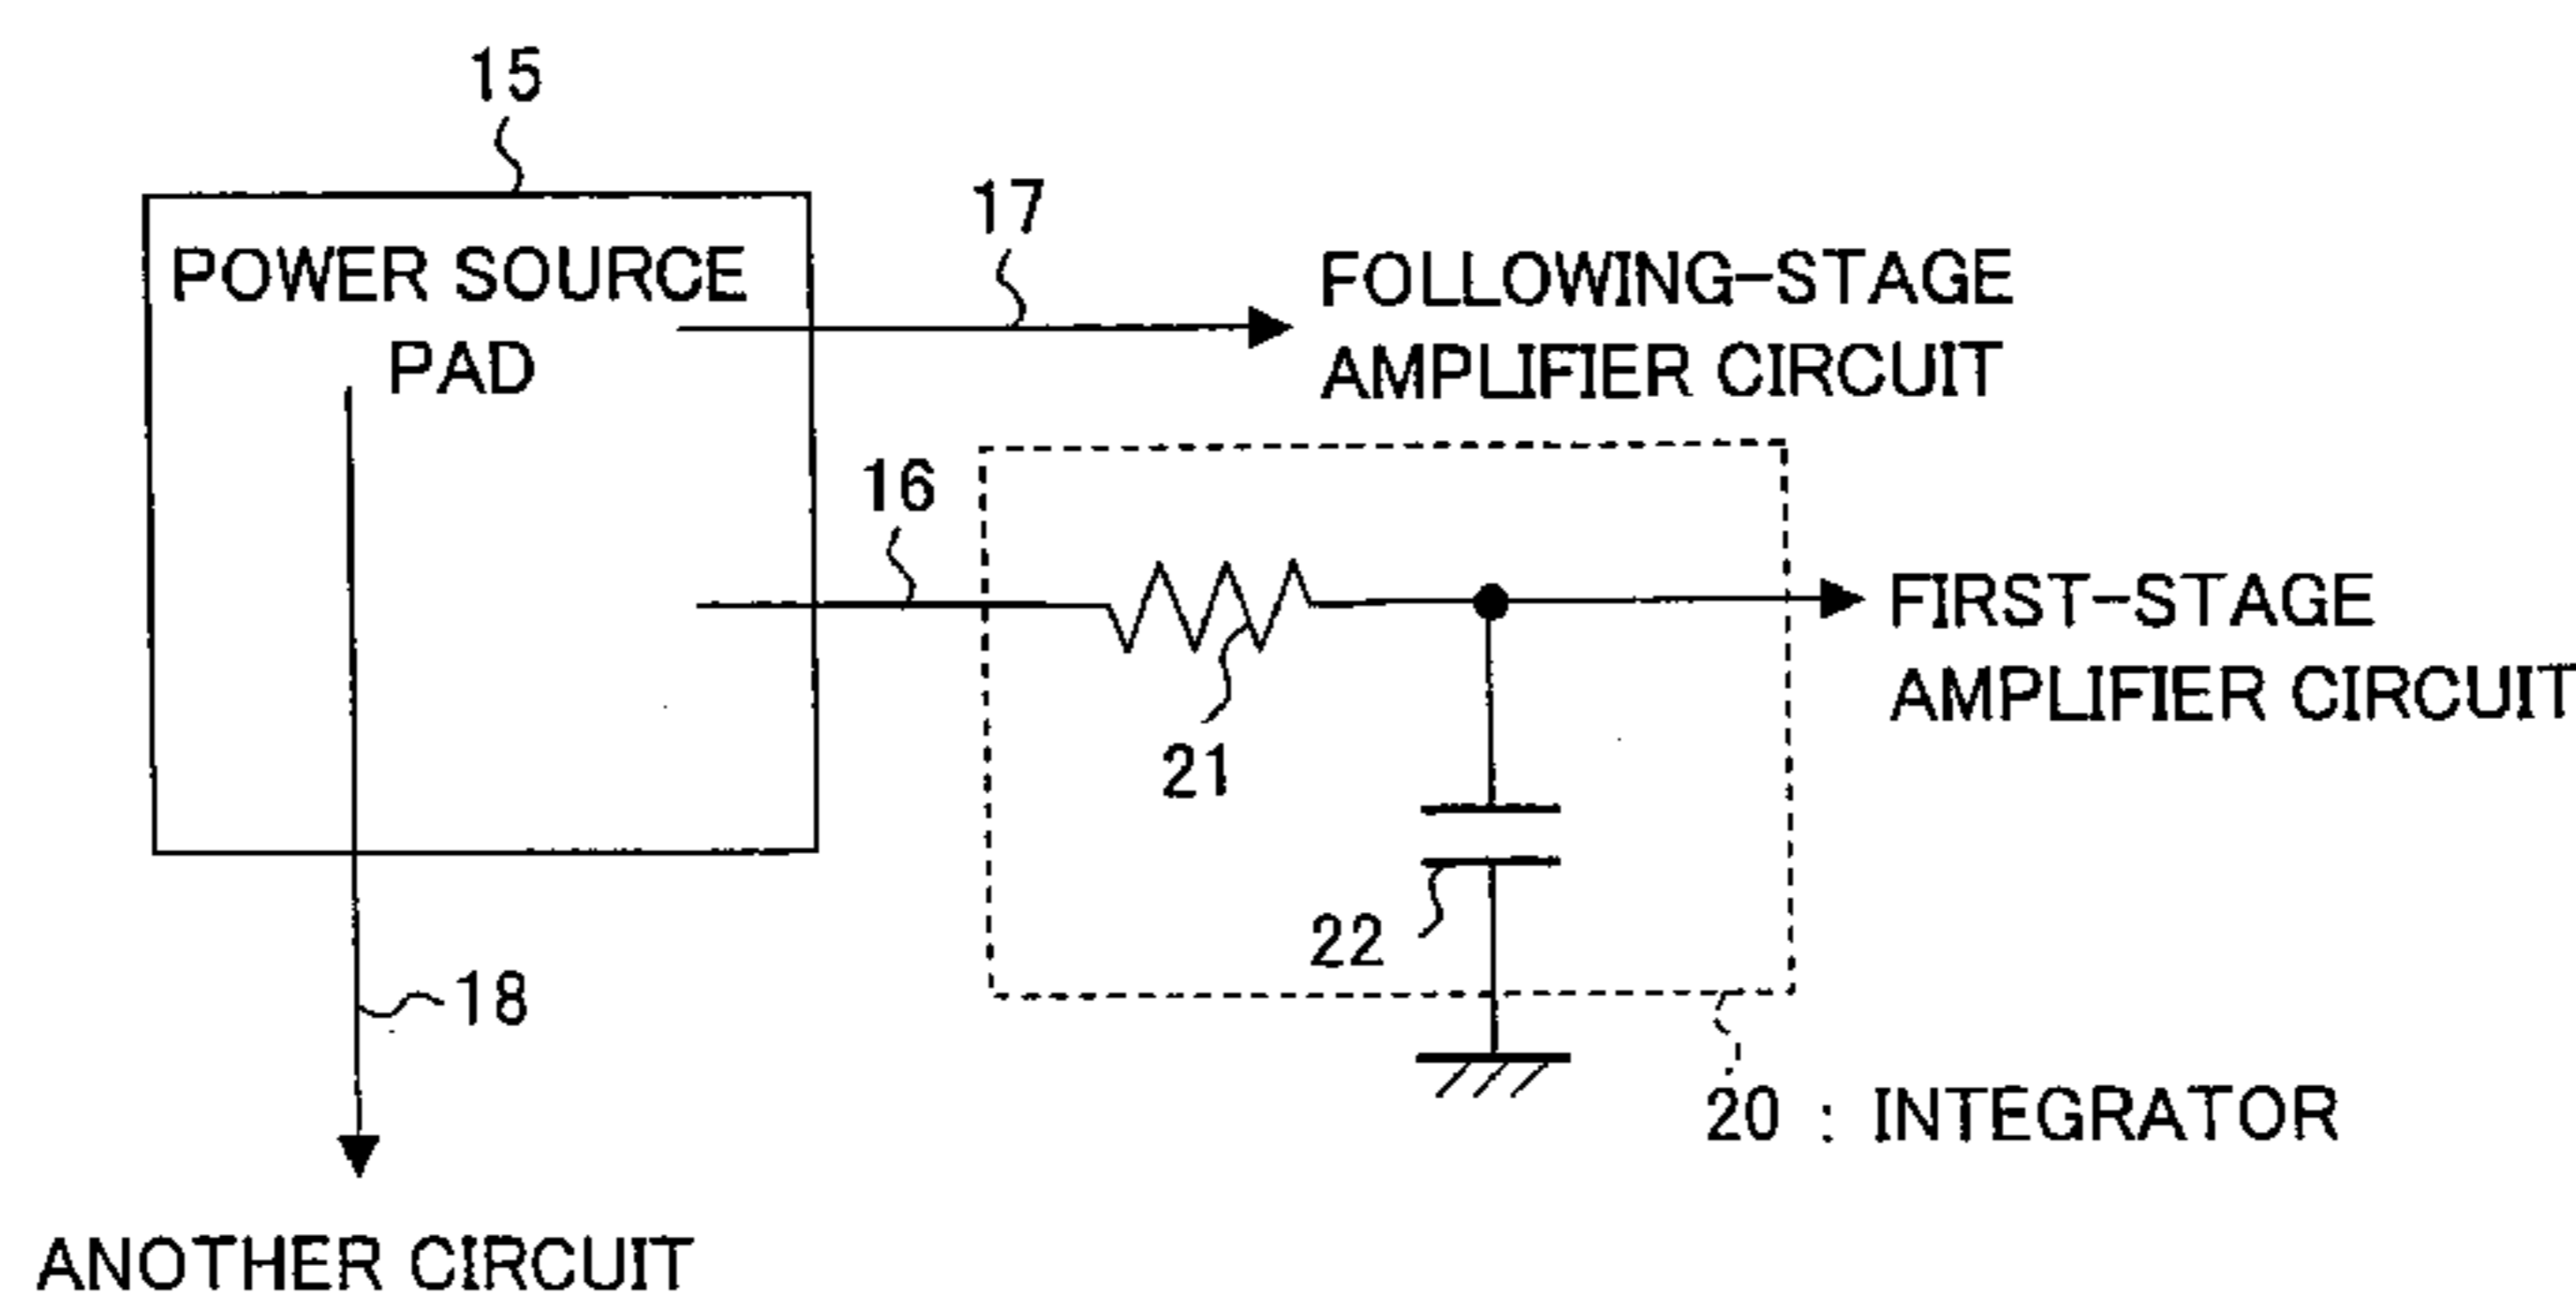 15
POWER SOURCE
PAD
17
FOLLOWING-STAGE
AMPLIFIER CIRCUIT
16
FIRST-STAGE
AMPLIFIER CIRCUIT
21
22
18
20 : INTEGRATOR
ANOTHER CIRCUIT